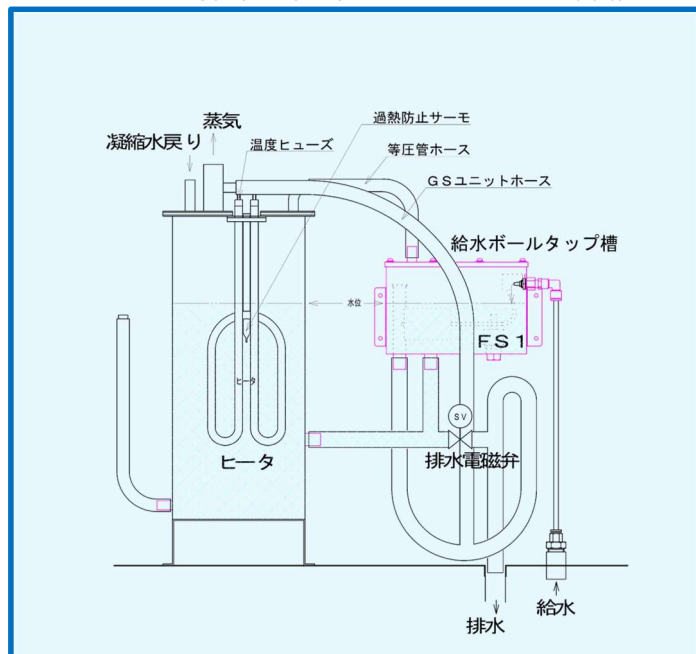 過熱防止サーモ
蒸気
凝縮水戻り
温度ヒューズ
等圧管ホース
GSユニットホース
給水ボールタップ槽
水位
FS1
ヒータ
SV
ヒータ
排水電磁弁
給水
排水